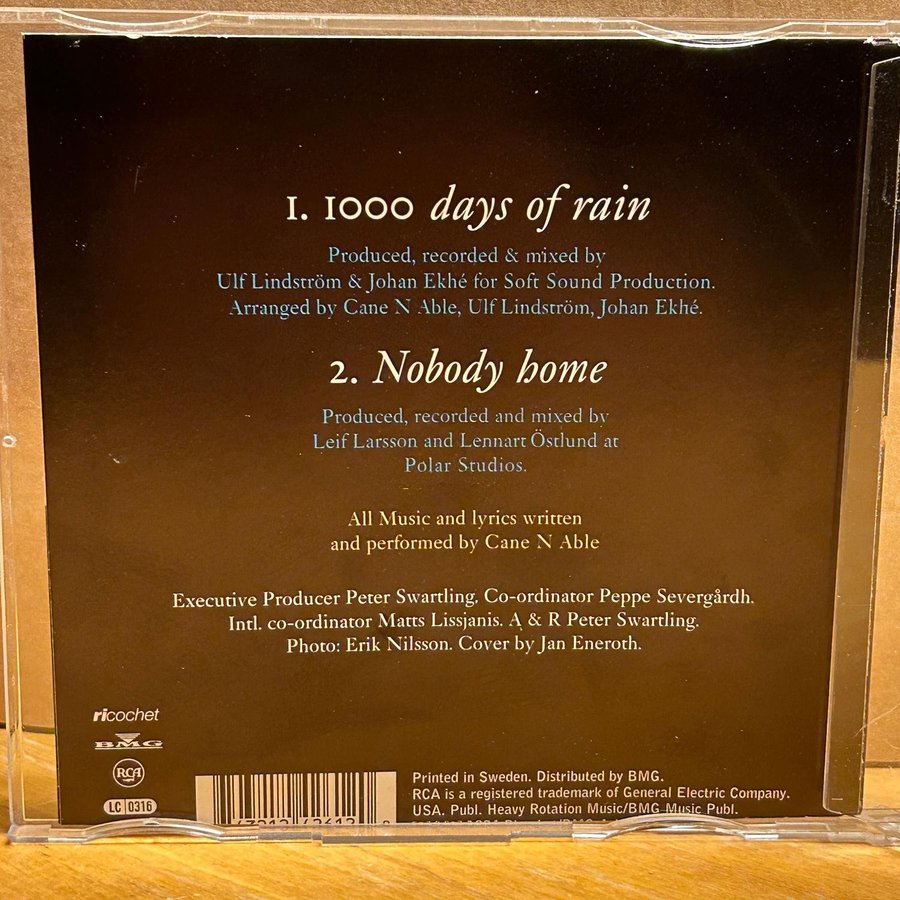 1. 1000 days of rain
Produced, recorded & mixed by
Ulf Lindström & Johan Ekhé for Soft Sound Production.
Arranged by Cane N Able, Ulf Lindström, Johan Ekhé.
2. Nobody home
Produced, recorded and mixed by
Leif Larsson and Lennart Östlund at
Polar Studios.
All Music and lyrics written
and performed by Cane N Able
Executive Producer Peter Swartling. Co-ordinator Peppe Severgårdh.
Intl. co-ordinator Matts Lissjanis. A & R Peter Swartling.
Photo: Erik Nilsson. Cover by Jan Eneroth.
ricochet
BMG
RCA
LC 0316
Printed in Sweden. Distributed by BMG.
RCA is a registered trademark of General Electric Company.
USA. Publ. Heavy Rotation Music/BMG Music Publ.